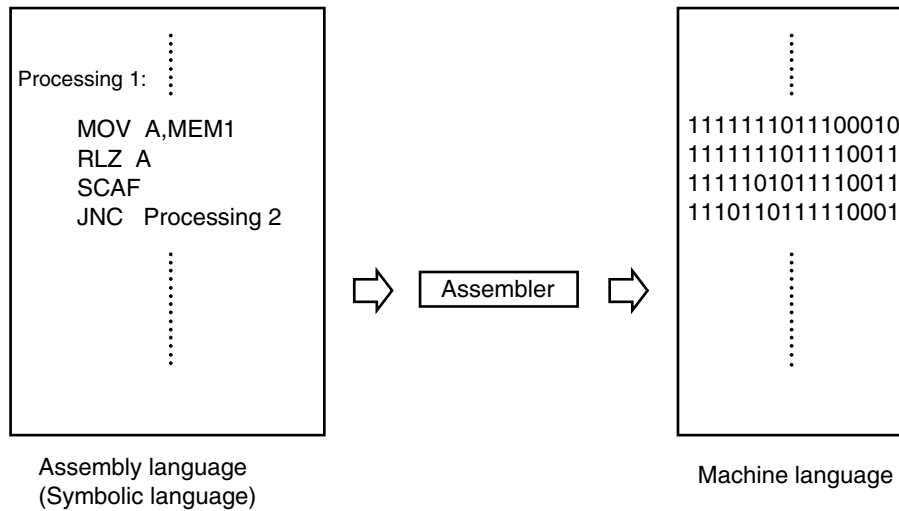 Processing 1:
MOV A,MEM1
RLZ A
SCAF
JNC Processing 2
Assembler
1111111011100010
1111111011110011
1111101011110011
1110110111110001
Assembly language
(Symbolic language)
Machine language